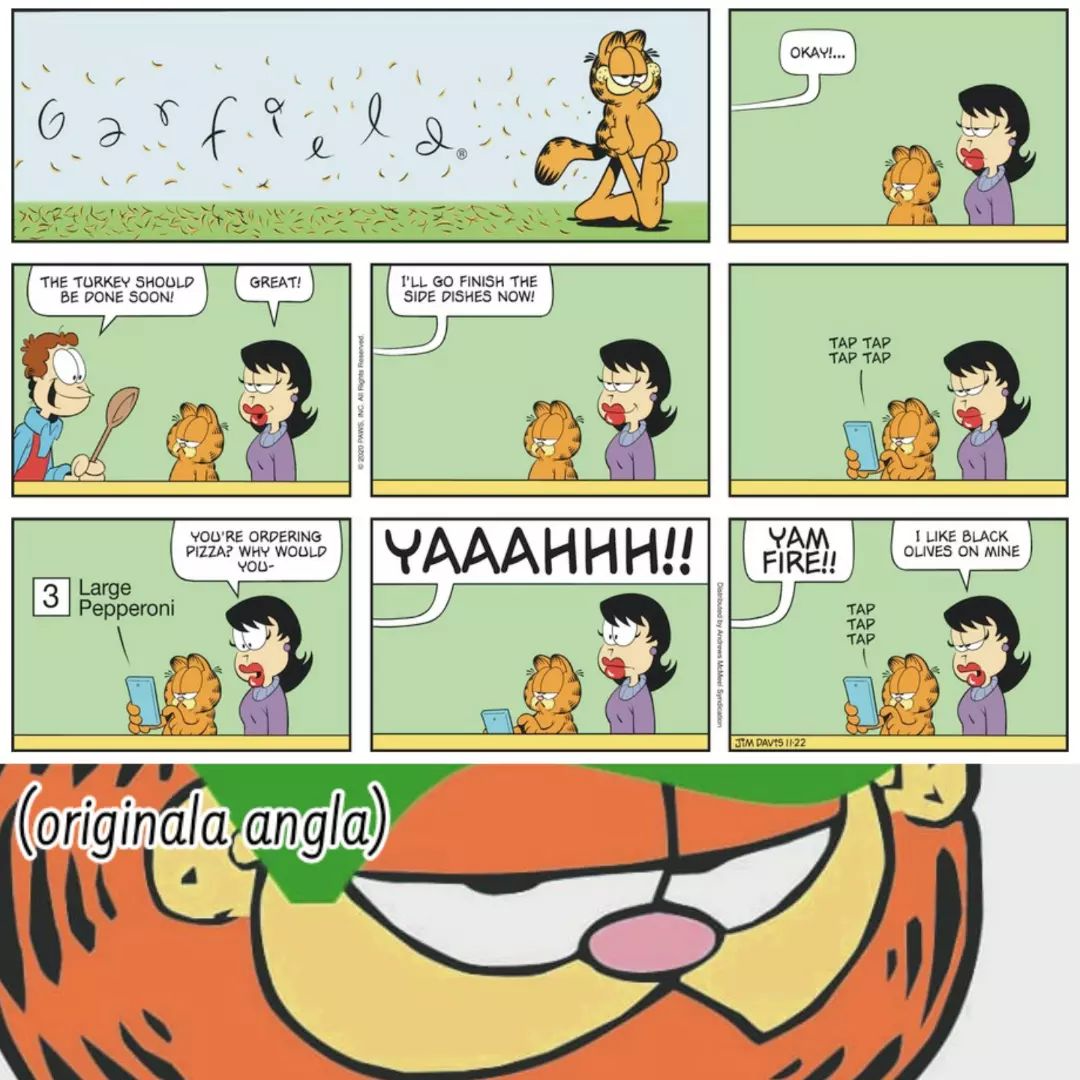 Garfield®
OKAY!...
THE TURKEY SHOULD
BE DONE SOON!
GREAT!
© 2020 PAWS, INC. All Rights Reserved.
I'LL GO FINISH THE
SIDE DISHES NOW!
TAP TAP
TAP TAP
YOU'RE ORDERING
PIZZA? WHY WOULD
YOU-
3 Large
Pepperoni
YAAAHHH!!
Distributed by Andrews McMeel Syndication
YAM
FIRE!!
I LIKE BLACK
OLIVES ON MINE
TAP
TAP
TAP
JIM DAVIS 11·22
(originala angla)